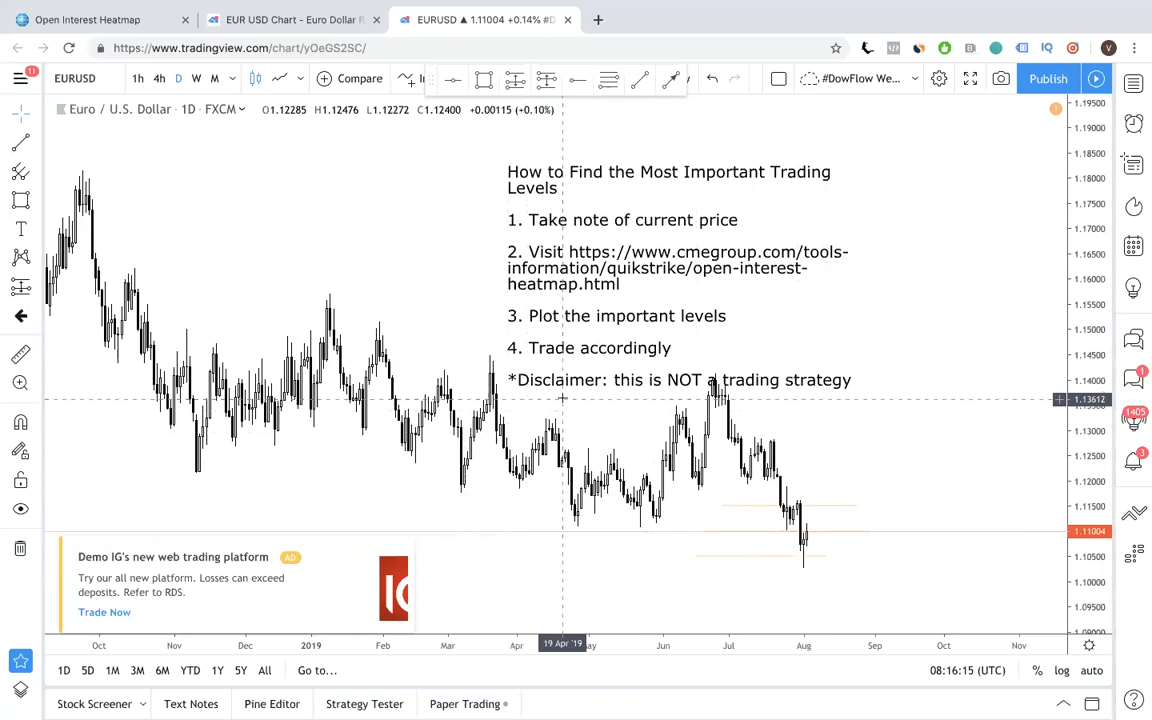 Open Interest Heatmap
EUR USD Chart - Euro Dollar R
EURUSD ▲ 1.11004 +0.14% #D
https://www.tradingview.com/chart/yOeGS2SC/
11
EURUSD
1h 4h D W M
Compare
#DowFlow We...
Publish
Euro / U.S. Dollar · 1D · FXCM
O1.12285 H1.12476 L1.12272 C1.12400 +0.00115 (+0.10%)
How to Find the Most Important Trading
Levels
1. Take note of current price
2. Visit https://www.cmegroup.com/tools-
information/quikstrike/open-interest-
heatmap.html
3. Plot the important levels
4. Trade accordingly
*Disclaimer: this is NOT a trading strategy
1.19500
1.19000
1.18500
1.18000
1.17500
1.17000
1.16500
1.16000
1.15500
1.15000
1.14500
1.14000
1.13612
1.13000
1.12500
1.12000
1.11500
1.11004
1.10500
1.10000
1.09500
1.09000
1
1405
3
Demo IG's new web trading platform AD
Try our all new platform. Losses can exceed
deposits. Refer to RDS.
Trade Now
IG
Oct Nov Dec 2019 Feb Mar Apr 19 Apr '19 Jun Jul Aug Sep Oct Nov
1D 5D 1M 3M 6M YTD 1Y 5Y All Go to... 08:16:15 (UTC) % log auto
Stock Screener Text Notes Pine Editor Strategy Tester Paper Trading